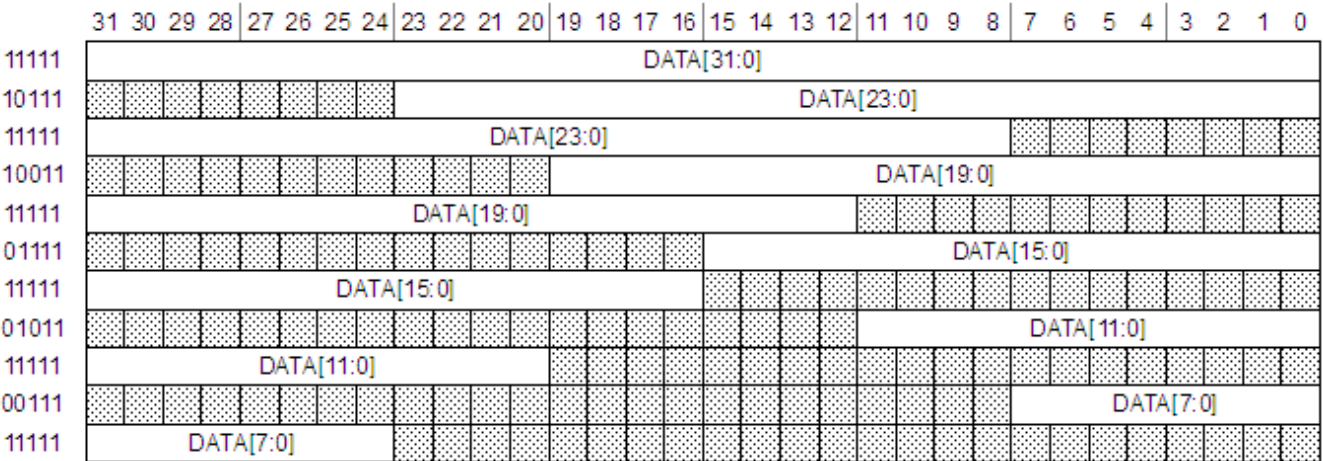 31 30 29 28 27 26 25 24 23 22 21 20 19 18 17 16 15 14 13 12 11 10 9 8 7 6 5 4 3 2 1 0
11111 DATA[31:0]
10111 DATA[23:0]
11111 DATA[23:0]
10011 DATA[19:0]
11111 DATA[19:0]
01111 DATA[15:0]
11111 DATA[15:0]
01011 DATA[11:0]
11111 DATA[11:0]
00111 DATA[7:0]
11111 DATA[7:0]